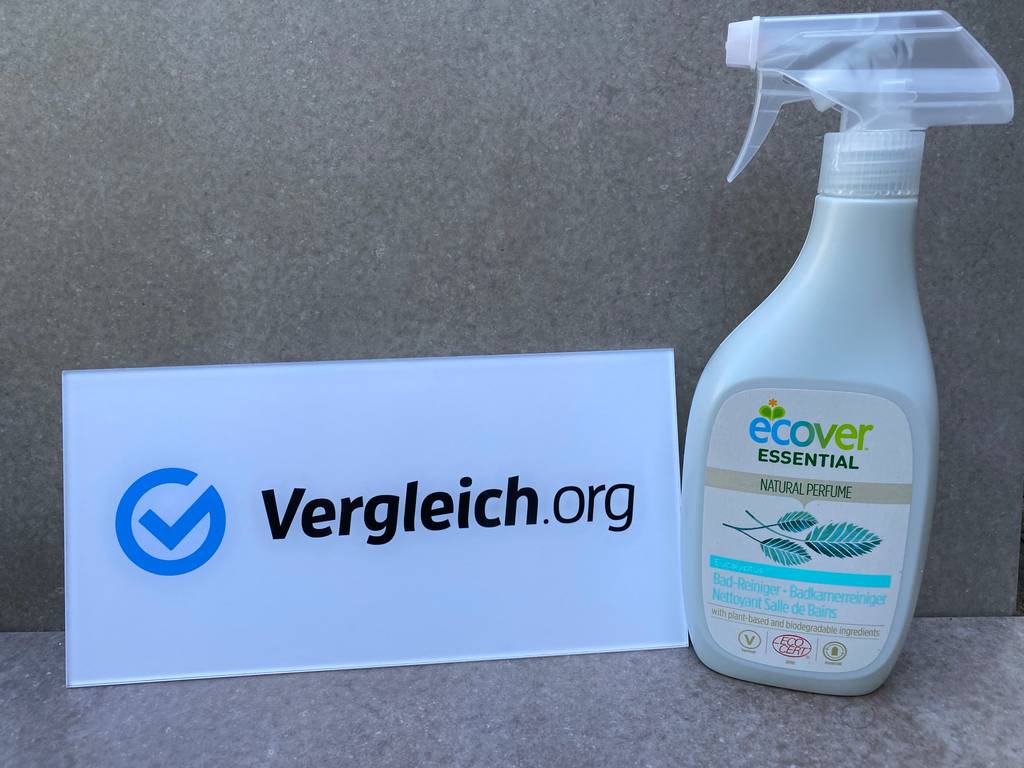 Vergleich.org
ecover
ESSENTIAL
NATURAL PERFUME
Eucalyptus
Bad-Reiniger • Badkamerreiniger
Nettoyant Salle de Bains
with plant-based and biodegradable ingredients
V
ECO
CERT